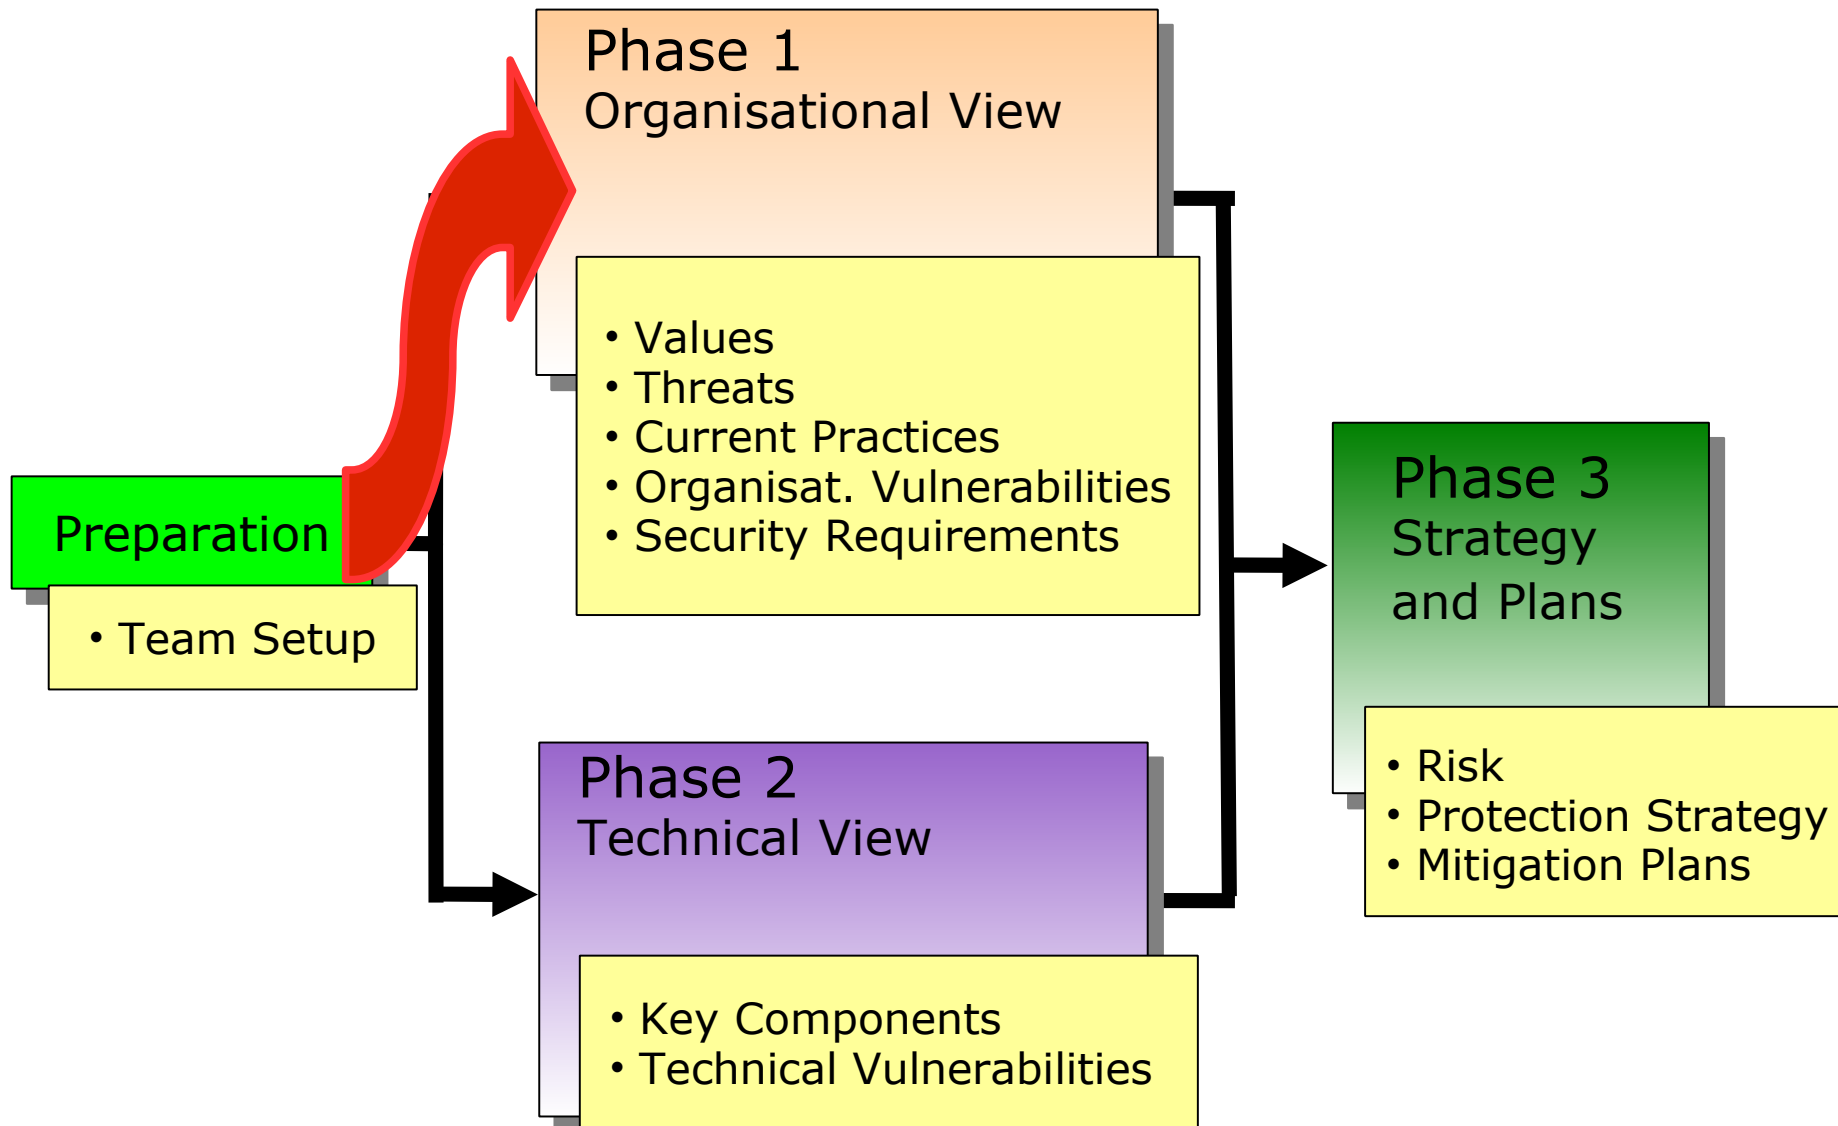 Phase 1
Organisational View
• Values
• Threats
• Current Practices
• Organisat. Vulnerabilities
• Security Requirements
Preparation
• Team Setup
Phase 2
Technical View
• Key Components
• Technical Vulnerabilities
Phase 3
Strategy
and Plans
• Risk
• Protection Strategy
• Mitigation Plans